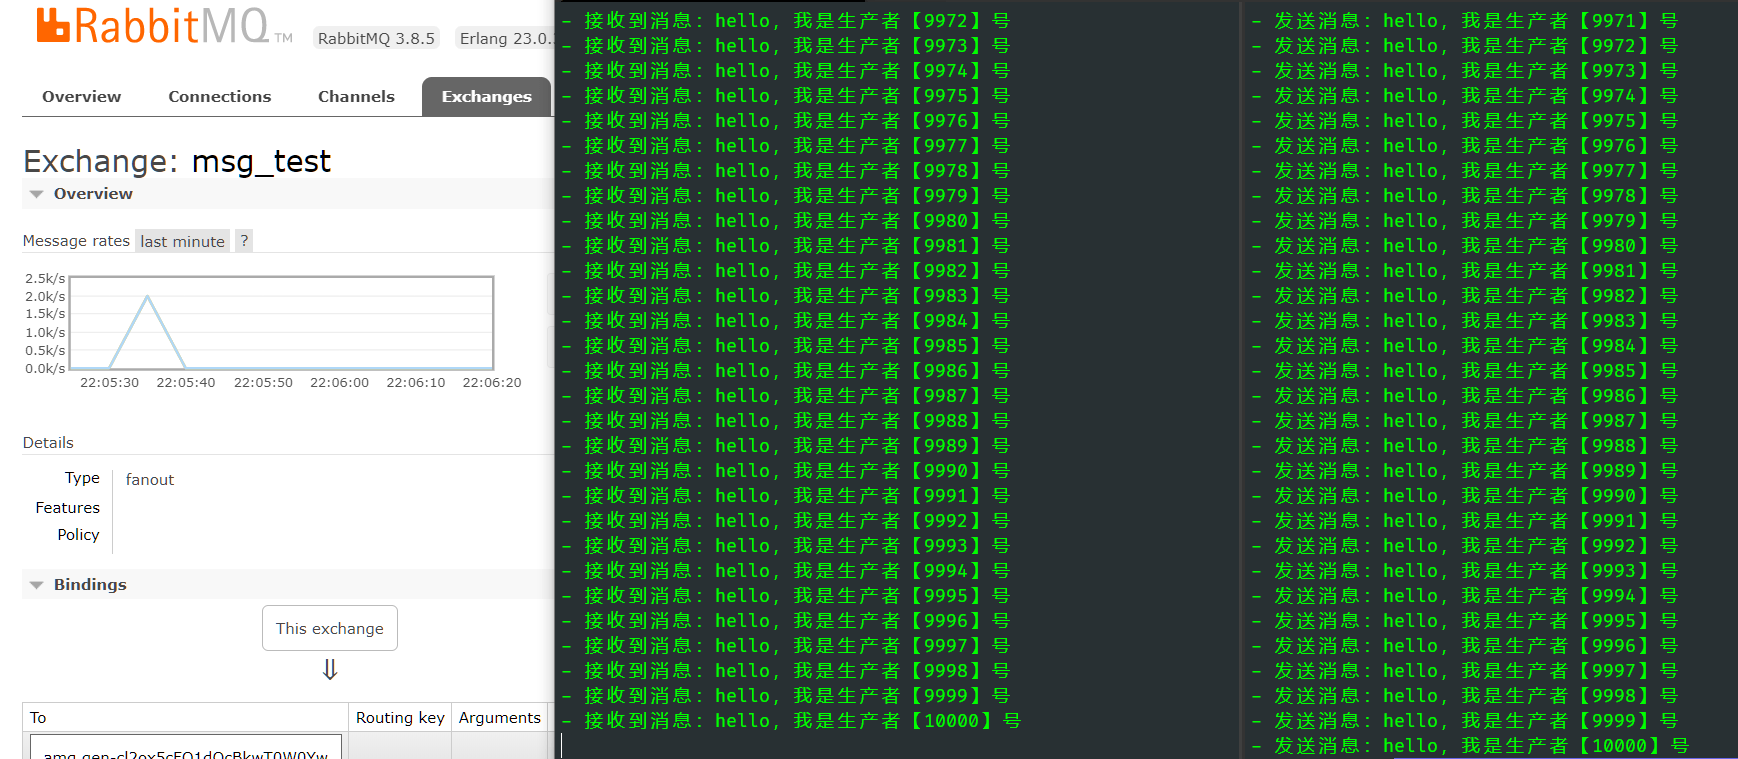 RabbitMQ TM
RabbitMQ 3.8.5
Erlang 23.0.
Overview
Connections
Channels
Exchanges
Exchange: msg_test
Overview
Message rates last minute ?
2.5k/s
2.0k/s
1.5k/s
1.0k/s
0.5k/s
0.0k/s
22:05:30 22:05:40 22:05:50 22:06:00 22:06:10 22:06:20
Details
Type fanout
Features
Policy
Bindings
This exchange
⇓
To Routing key Arguments
- 接收到消息: hello, 我是生产者【9972】号
- 接收到消息: hello, 我是生产者【9973】号
- 接收到消息: hello, 我是生产者【9974】号
- 接收到消息: hello, 我是生产者【9975】号
- 接收到消息: hello, 我是生产者【9976】号
- 接收到消息: hello, 我是生产者【9977】号
- 接收到消息: hello, 我是生产者【9978】号
- 接收到消息: hello, 我是生产者【9979】号
- 接收到消息: hello, 我是生产者【9980】号
- 接收到消息: hello, 我是生产者【9981】号
- 接收到消息: hello, 我是生产者【9982】号
- 接收到消息: hello, 我是生产者【9983】号
- 接收到消息: hello, 我是生产者【9984】号
- 接收到消息: hello, 我是生产者【9985】号
- 接收到消息: hello, 我是生产者【9986】号
- 接收到消息: hello, 我是生产者【9987】号
- 接收到消息: hello, 我是生产者【9988】号
- 接收到消息: hello, 我是生产者【9989】号
- 接收到消息: hello, 我是生产者【9990】号
- 接收到消息: hello, 我是生产者【9991】号
- 接收到消息: hello, 我是生产者【9992】号
- 接收到消息: hello, 我是生产者【9993】号
- 接收到消息: hello, 我是生产者【9994】号
- 接收到消息: hello, 我是生产者【9995】号
- 接收到消息: hello, 我是生产者【9996】号
- 接收到消息: hello, 我是生产者【9997】号
- 接收到消息: hello, 我是生产者【9998】号
- 接收到消息: hello, 我是生产者【9999】号
- 接收到消息: hello, 我是生产者【10000】号
- 发送消息: hello, 我是生产者【9971】号
- 发送消息: hello, 我是生产者【9972】号
- 发送消息: hello, 我是生产者【9973】号
- 发送消息: hello, 我是生产者【9974】号
- 发送消息: hello, 我是生产者【9975】号
- 发送消息: hello, 我是生产者【9976】号
- 发送消息: hello, 我是生产者【9977】号
- 发送消息: hello, 我是生产者【9978】号
- 发送消息: hello, 我是生产者【9979】号
- 发送消息: hello, 我是生产者【9980】号
- 发送消息: hello, 我是生产者【9981】号
- 发送消息: hello, 我是生产者【9982】号
- 发送消息: hello, 我是生产者【9983】号
- 发送消息: hello, 我是生产者【9984】号
- 发送消息: hello, 我是生产者【9985】号
- 发送消息: hello, 我是生产者【9986】号
- 发送消息: hello, 我是生产者【9987】号
- 发送消息: hello, 我是生产者【9988】号
- 发送消息: hello, 我是生产者【9989】号
- 发送消息: hello, 我是生产者【9990】号
- 发送消息: hello, 我是生产者【9991】号
- 发送消息: hello, 我是生产者【9992】号
- 发送消息: hello, 我是生产者【9993】号
- 发送消息: hello, 我是生产者【9994】号
- 发送消息: hello, 我是生产者【9995】号
- 发送消息: hello, 我是生产者【9996】号
- 发送消息: hello, 我是生产者【9997】号
- 发送消息: hello, 我是生产者【9998】号
- 发送消息: hello, 我是生产者【9999】号
- 发送消息: hello, 我是生产者【10000】号